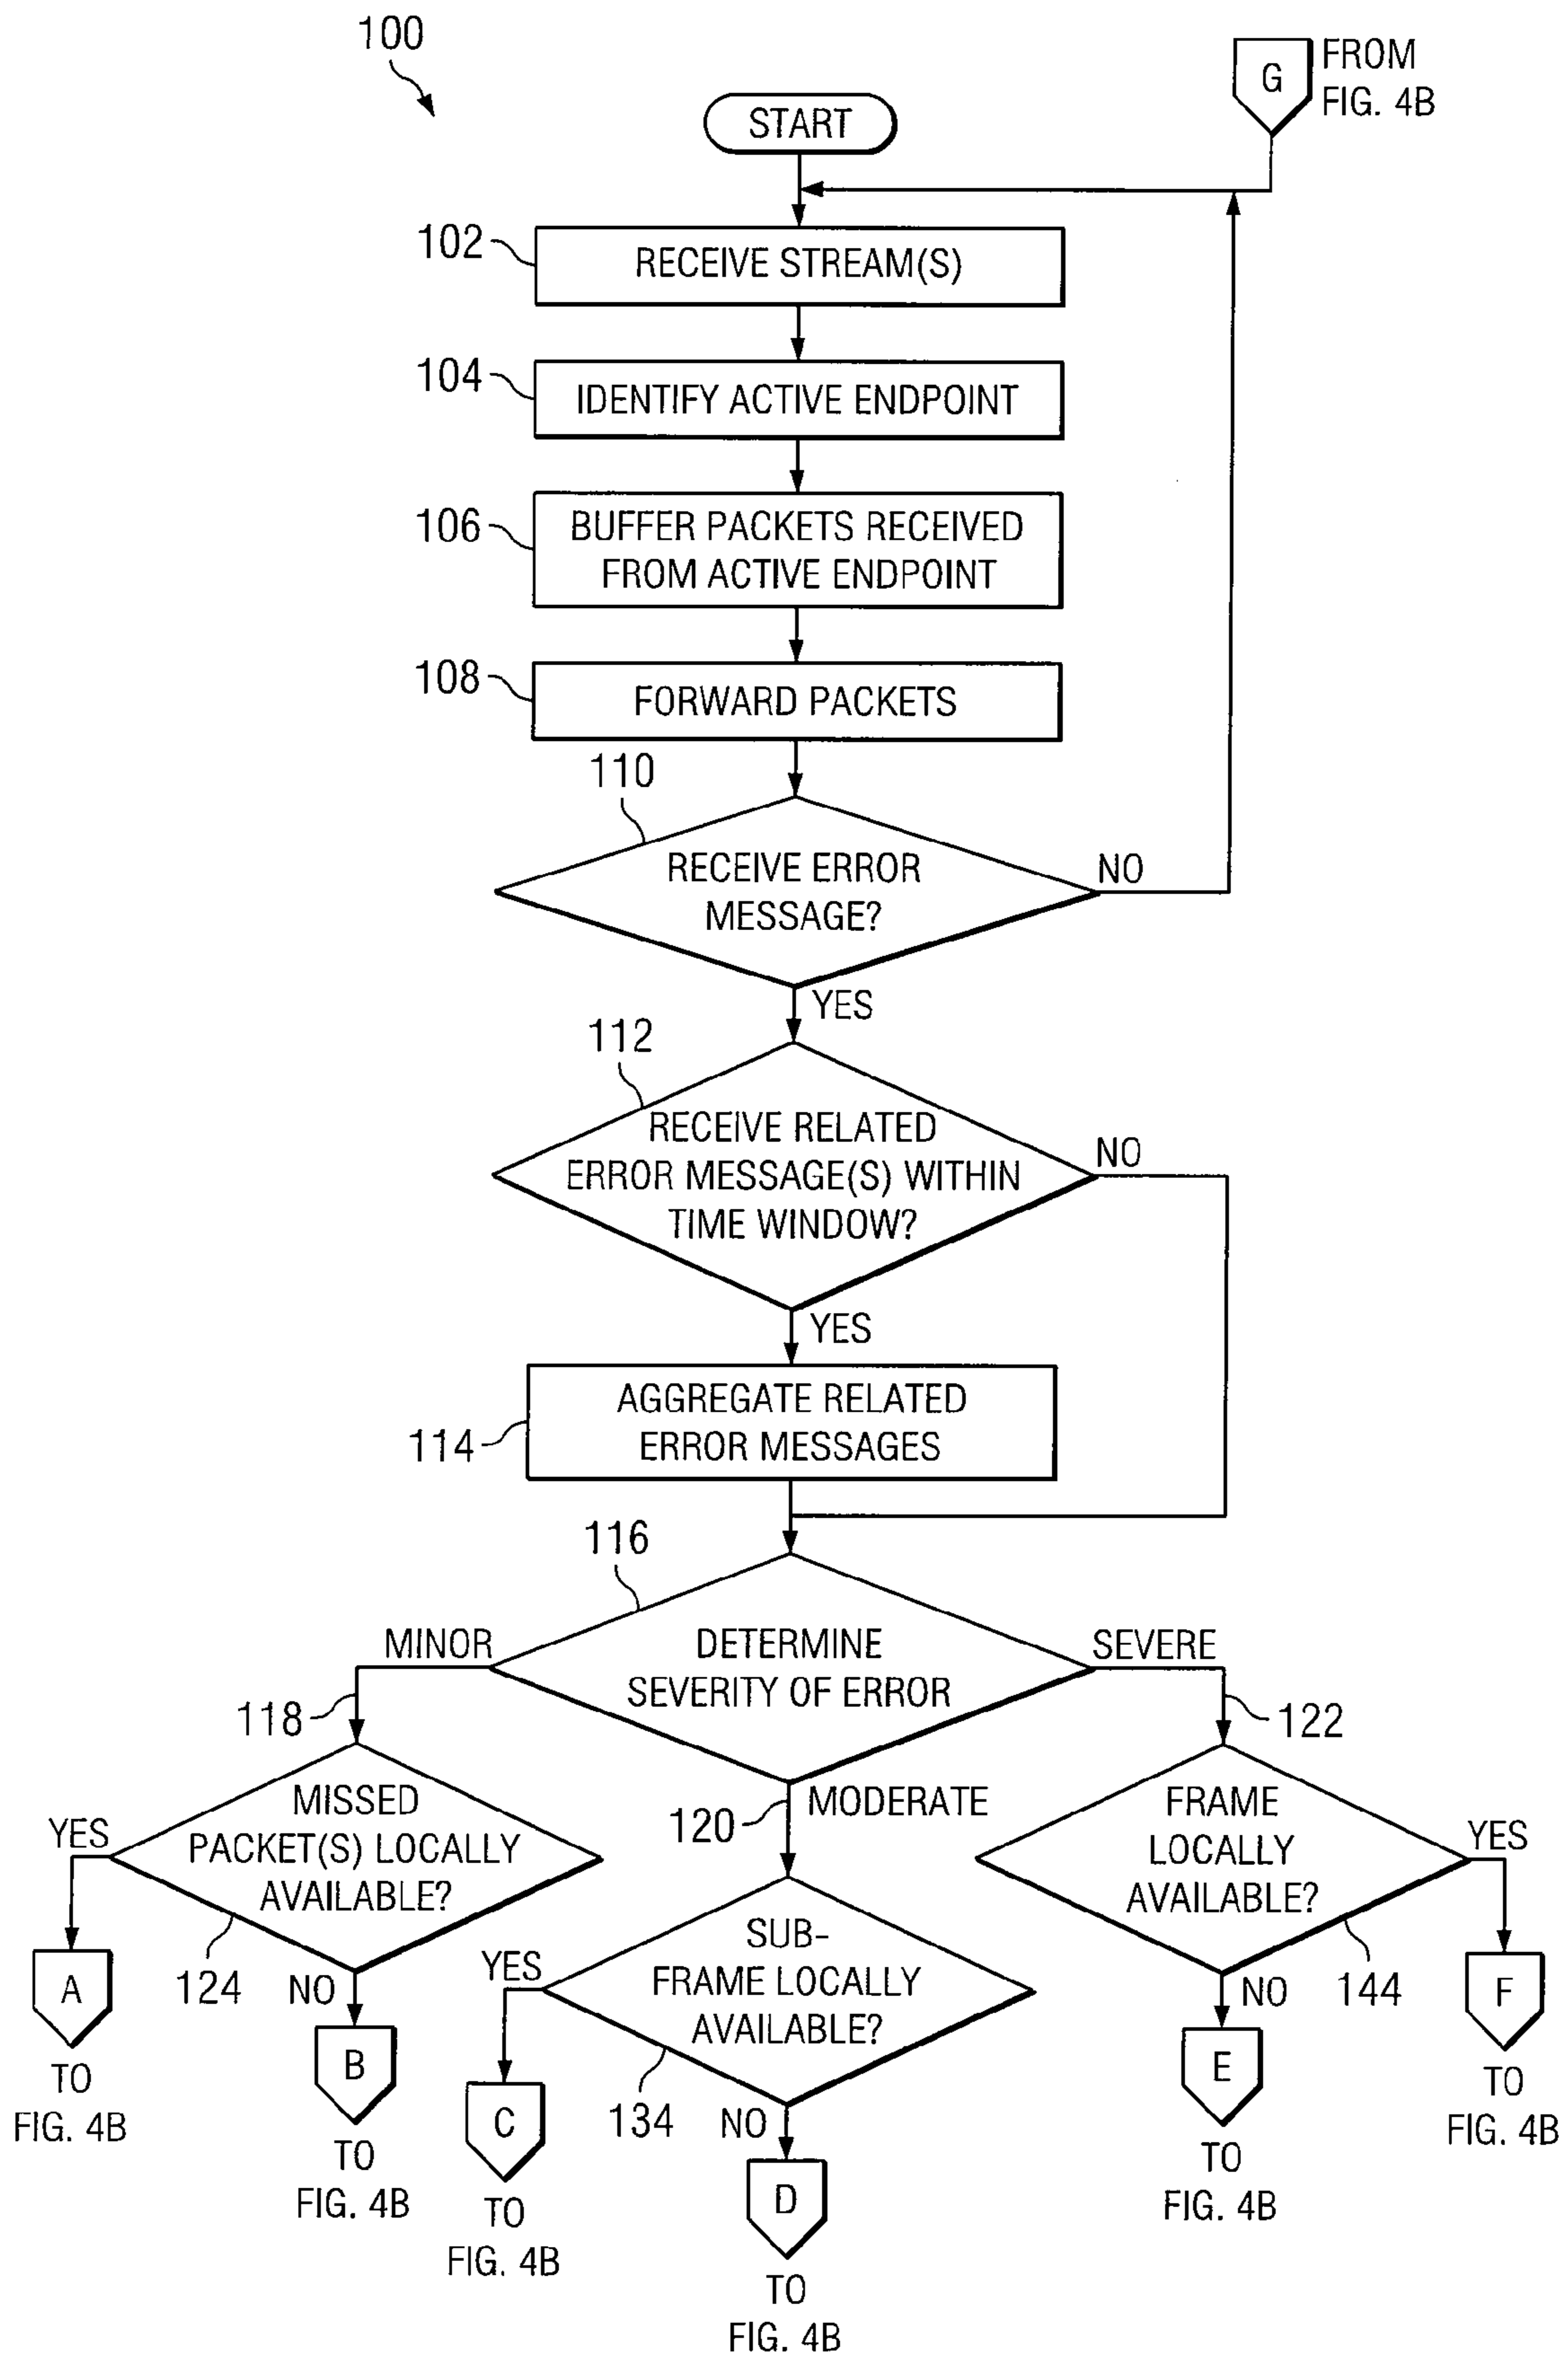 100
G
FROM
FIG. 4B
START
102
RECEIVE STREAM(S)
104
IDENTIFY ACTIVE ENDPOINT
106
BUFFER PACKETS RECEIVED
FROM ACTIVE ENDPOINT
108
FORWARD PACKETS
110
RECEIVE ERROR
MESSAGE?
NO
YES
112
RECEIVE RELATED
ERROR MESSAGE(S) WITHIN
TIME WINDOW?
NO
YES
114
AGGREGATE RELATED
ERROR MESSAGES
116
DETERMINE
SEVERITY OF ERROR
MINOR
SEVERE
MODERATE
118
120
122
MISSED
PACKET(S) LOCALLY
AVAILABLE?
YES
124
NO
A
TO
FIG. 4B
B
TO
FIG. 4B
SUB-
FRAME LOCALLY
AVAILABLE?
YES
134
NO
C
TO
FIG. 4B
D
TO
FIG. 4B
FRAME
LOCALLY
AVAILABLE?
YES
144
NO
E
TO
FIG. 4B
F
TO
FIG. 4B